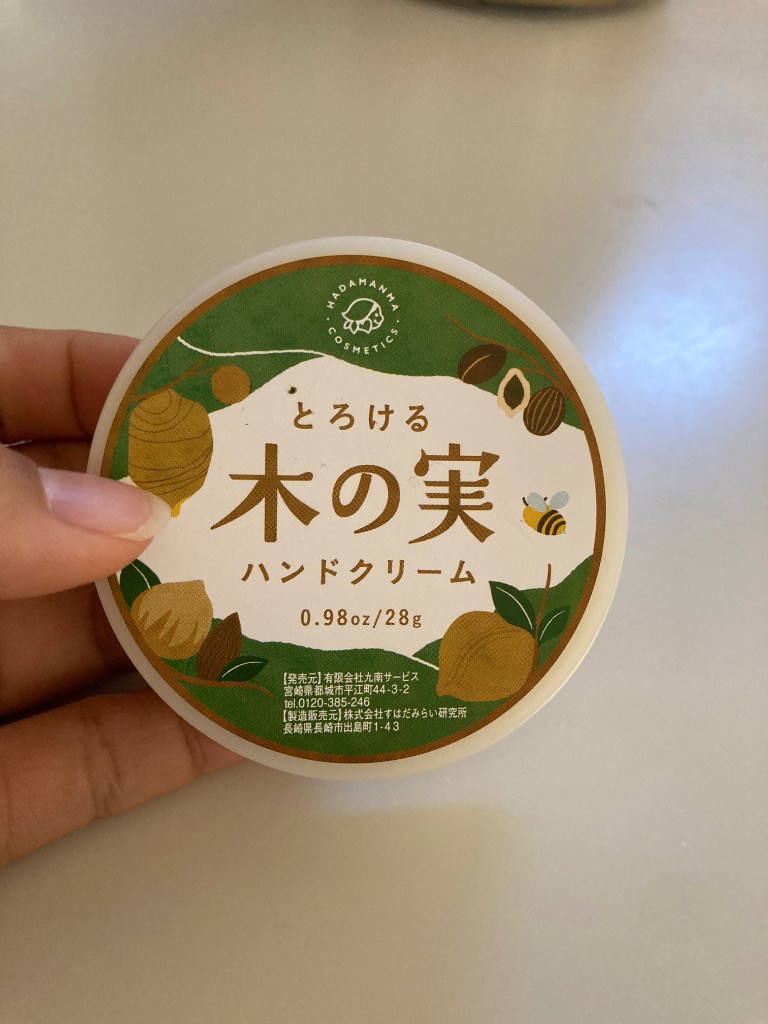 HADAMANMA
COSMETICS
とろける
木の実
ハンドクリーム
0.98oz/28g
【発売元】有限会社九南サービス
宮崎県都城市平江町44-3-2
tel.0120-385-246
【製造販売元】株式会社すはだみらい研究所
長崎県長崎市出島町1-43